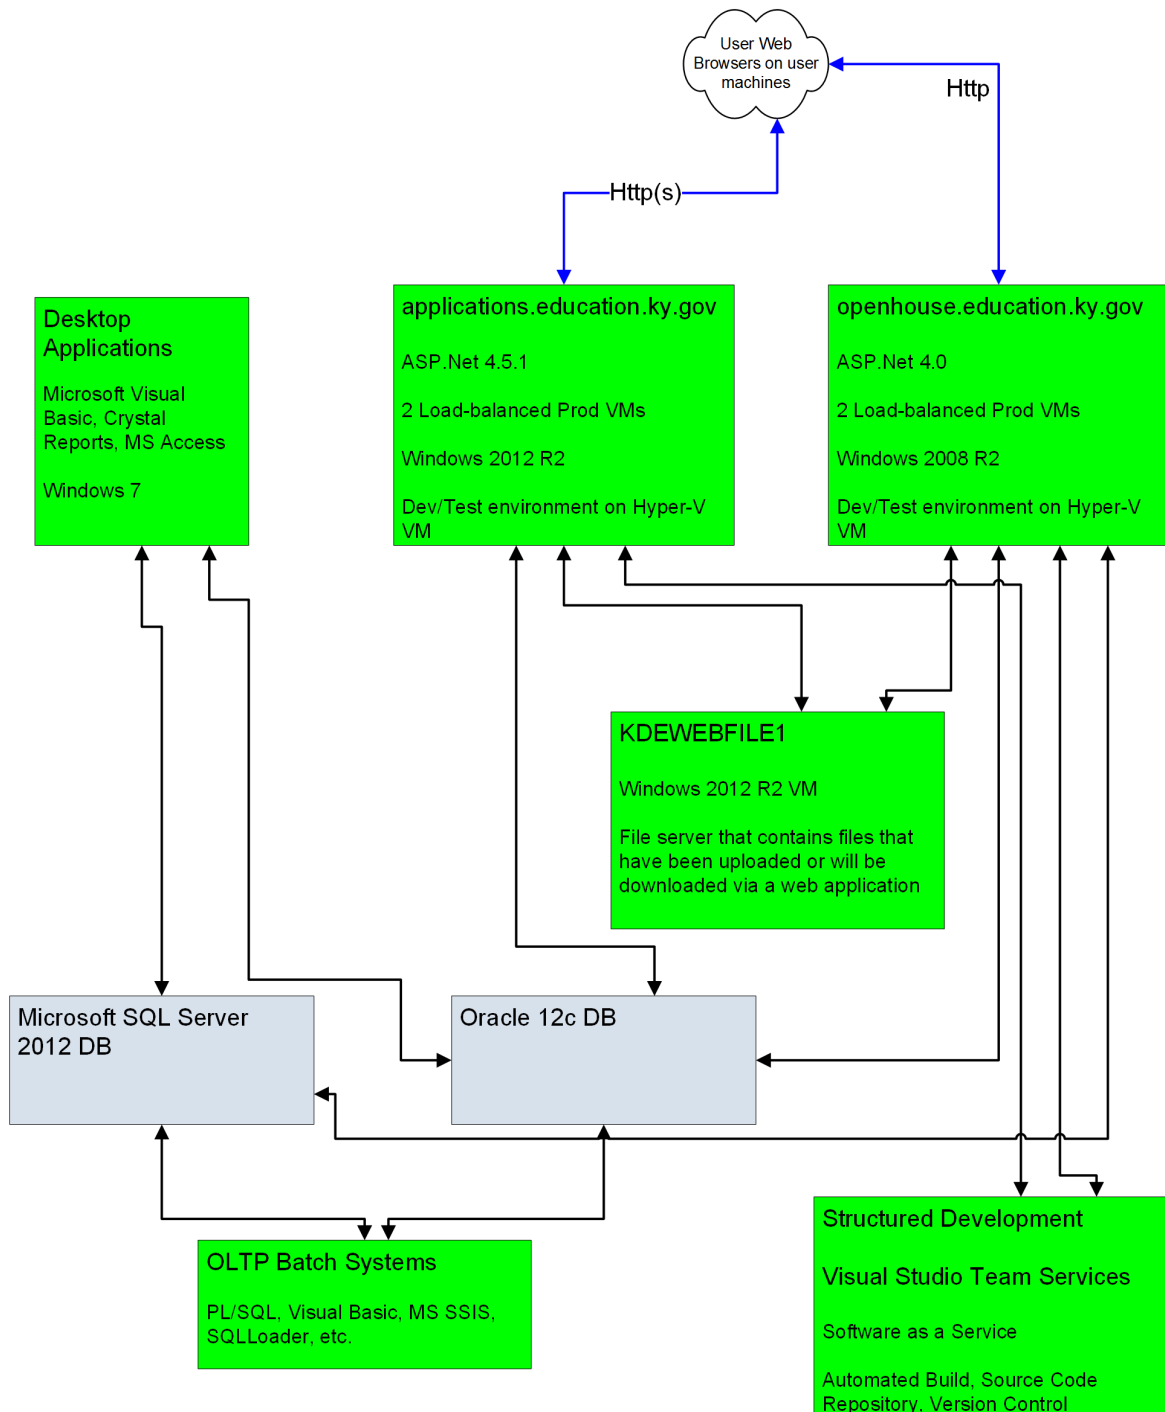 User Web
Browsers on user
machines
Http
Http(s)
Desktop
Applications
Microsoft Visual
Basic, Crystal
Reports, MS Access
Windows 7
applications.education.ky.gov
ASP.Net 4.5.1
2 Load-balanced Prod VMs
Windows 2012 R2
Dev/Test environment on Hyper-V
VM
openhouse.education.ky.gov
ASP.Net 4.0
2 Load-balanced Prod VMs
Windows 2008 R2
Dev/Test environment on Hyper-V
VM
KDEWEBFILE1
Windows 2012 R2 VM
File server that contains files that
have been uploaded or will be
downloaded via a web application
Microsoft SQL Server
2012 DB
Oracle 12c DB
OLTP Batch Systems
PL/SQL, Visual Basic, MS SSIS,
SQLLoader, etc.
Structured Development
Visual Studio Team Services
Software as a Service
Automated Build, Source Code
Repository, Version Control